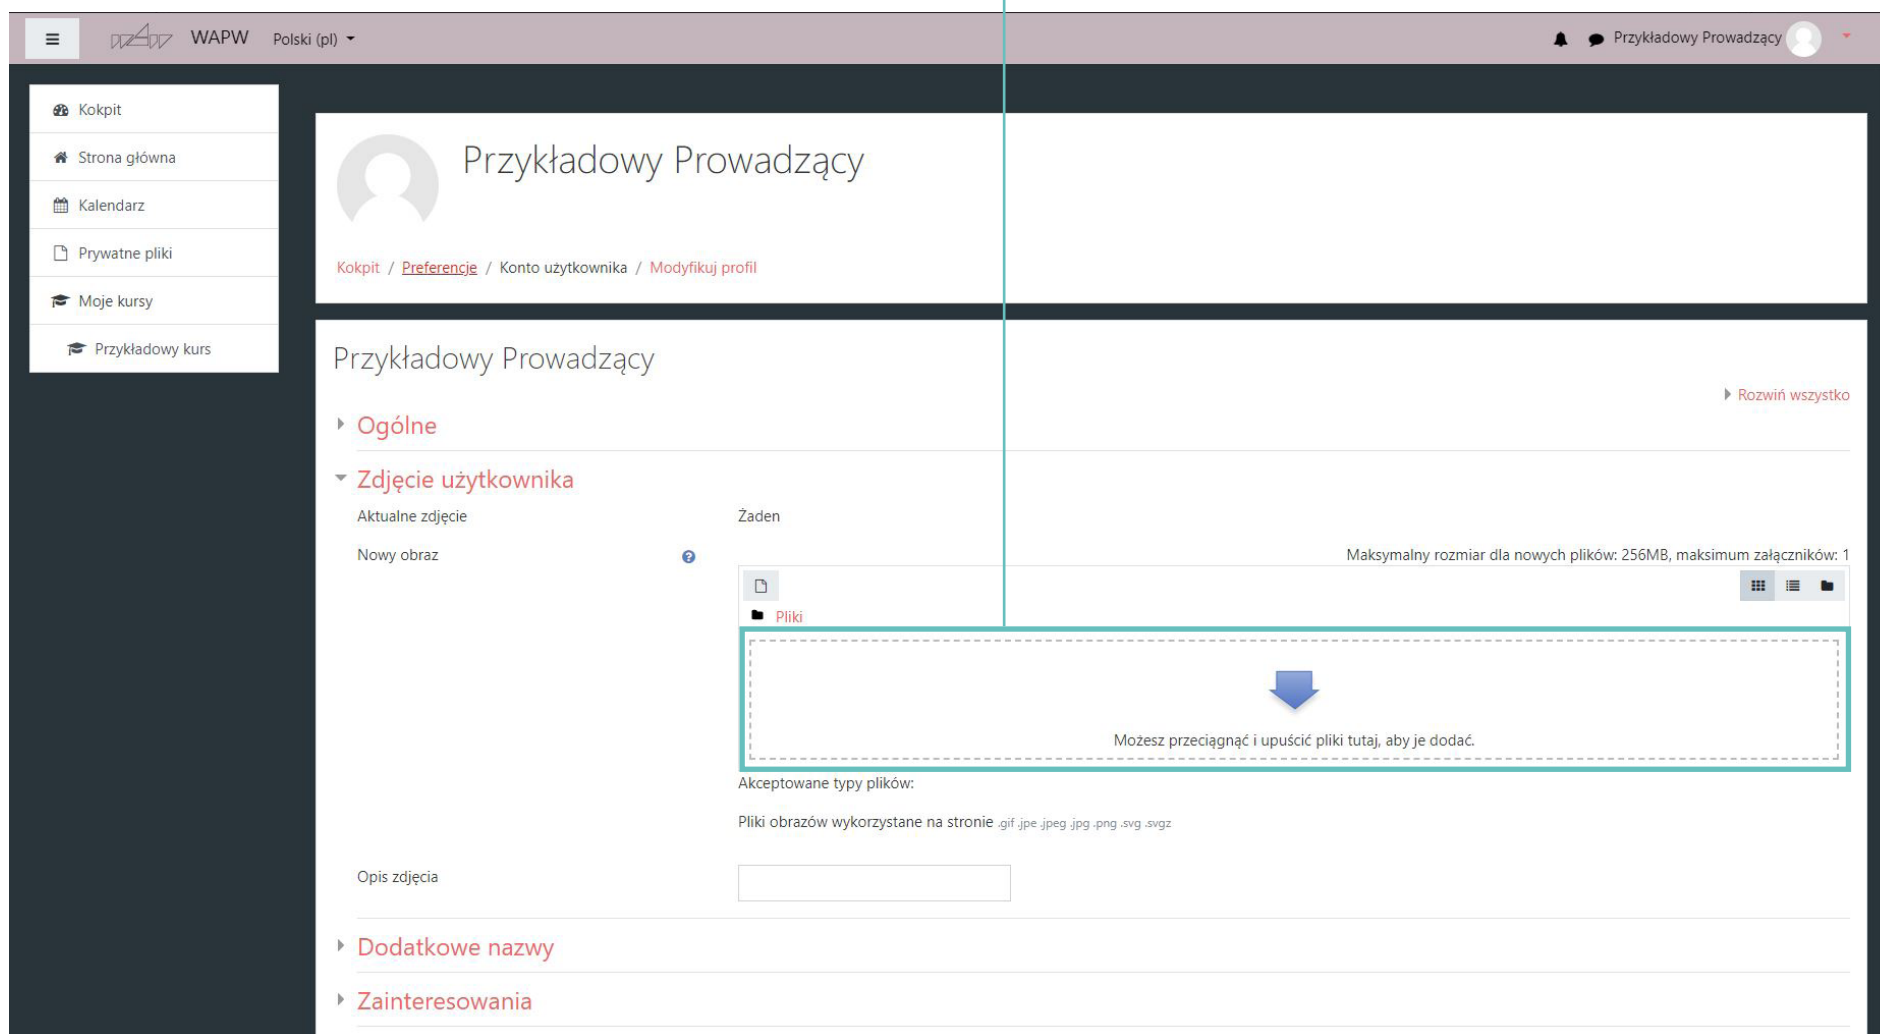 WAPW Polski (pl) Przykładowy Prowadzący
Kokpit
Strona główna
Kalendarz
Prywatne pliki
Moje kursy
Przykładowy kurs
Przykładowy Prowadzący
Kokpit / Preferencje / Konto użytkownika / Modyfikuj profil
Przykładowy Prowadzący
Rozwiń wszystko
Ogólne
Zdjęcie użytkownika
Aktualne zdjęcie Żaden
Nowy obraz Maksymalny rozmiar dla nowych plików: 256MB, maksimum załączników: 1
Pliki
Możesz przeciągnąć i upuścić pliki tutaj, aby je dodać.
Akceptowane typy plików:
Pliki obrazów wykorzystane na stronie .gif .jpe .jpeg .jpg .png .svg .svgz
Opis zdjęcia
Dodatkowe nazwy
Zainteresowania